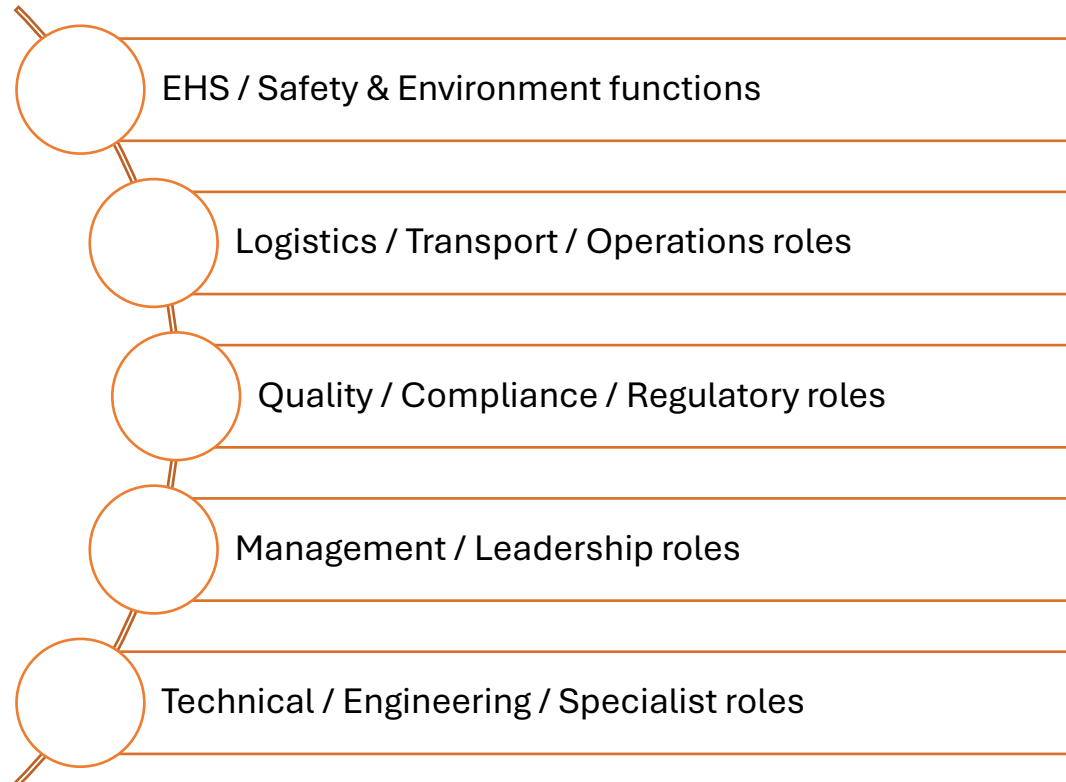 EHS / Safety & Environment functions
Logistics / Transport / Operations roles
Quality / Compliance / Regulatory roles
Management / Leadership roles
Technical / Engineering / Specialist roles